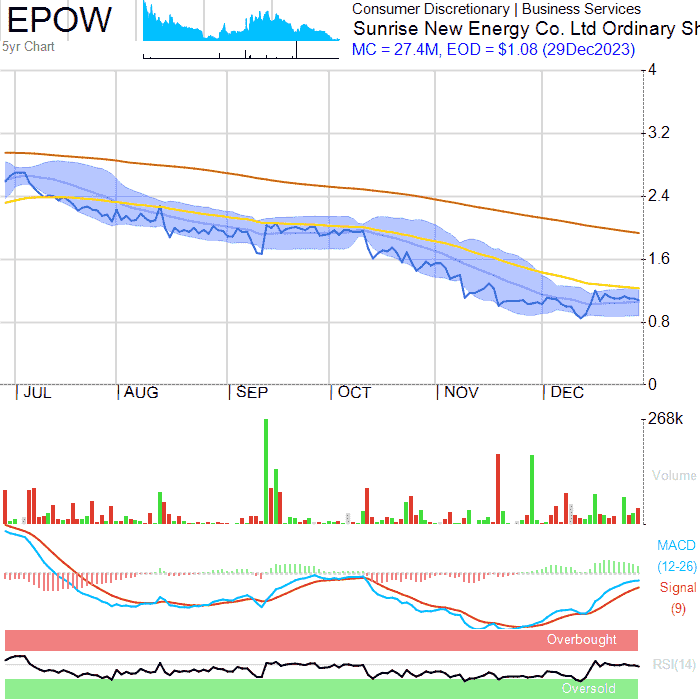 EPOW
5yr Chart
Consumer Discretionary | Business Services
Sunrise New Energy Co. Ltd Ordinary Sh
MC = 27.4M, EOD = $1.08 (29Dec2023)
4
3.2
2.4
1.6
0.8
0
JUL AUG SEP OCT NOV DEC
268k
Volume
MACD
(12-26)
Signal
(9)
Overbought
RSI(14)
Oversold